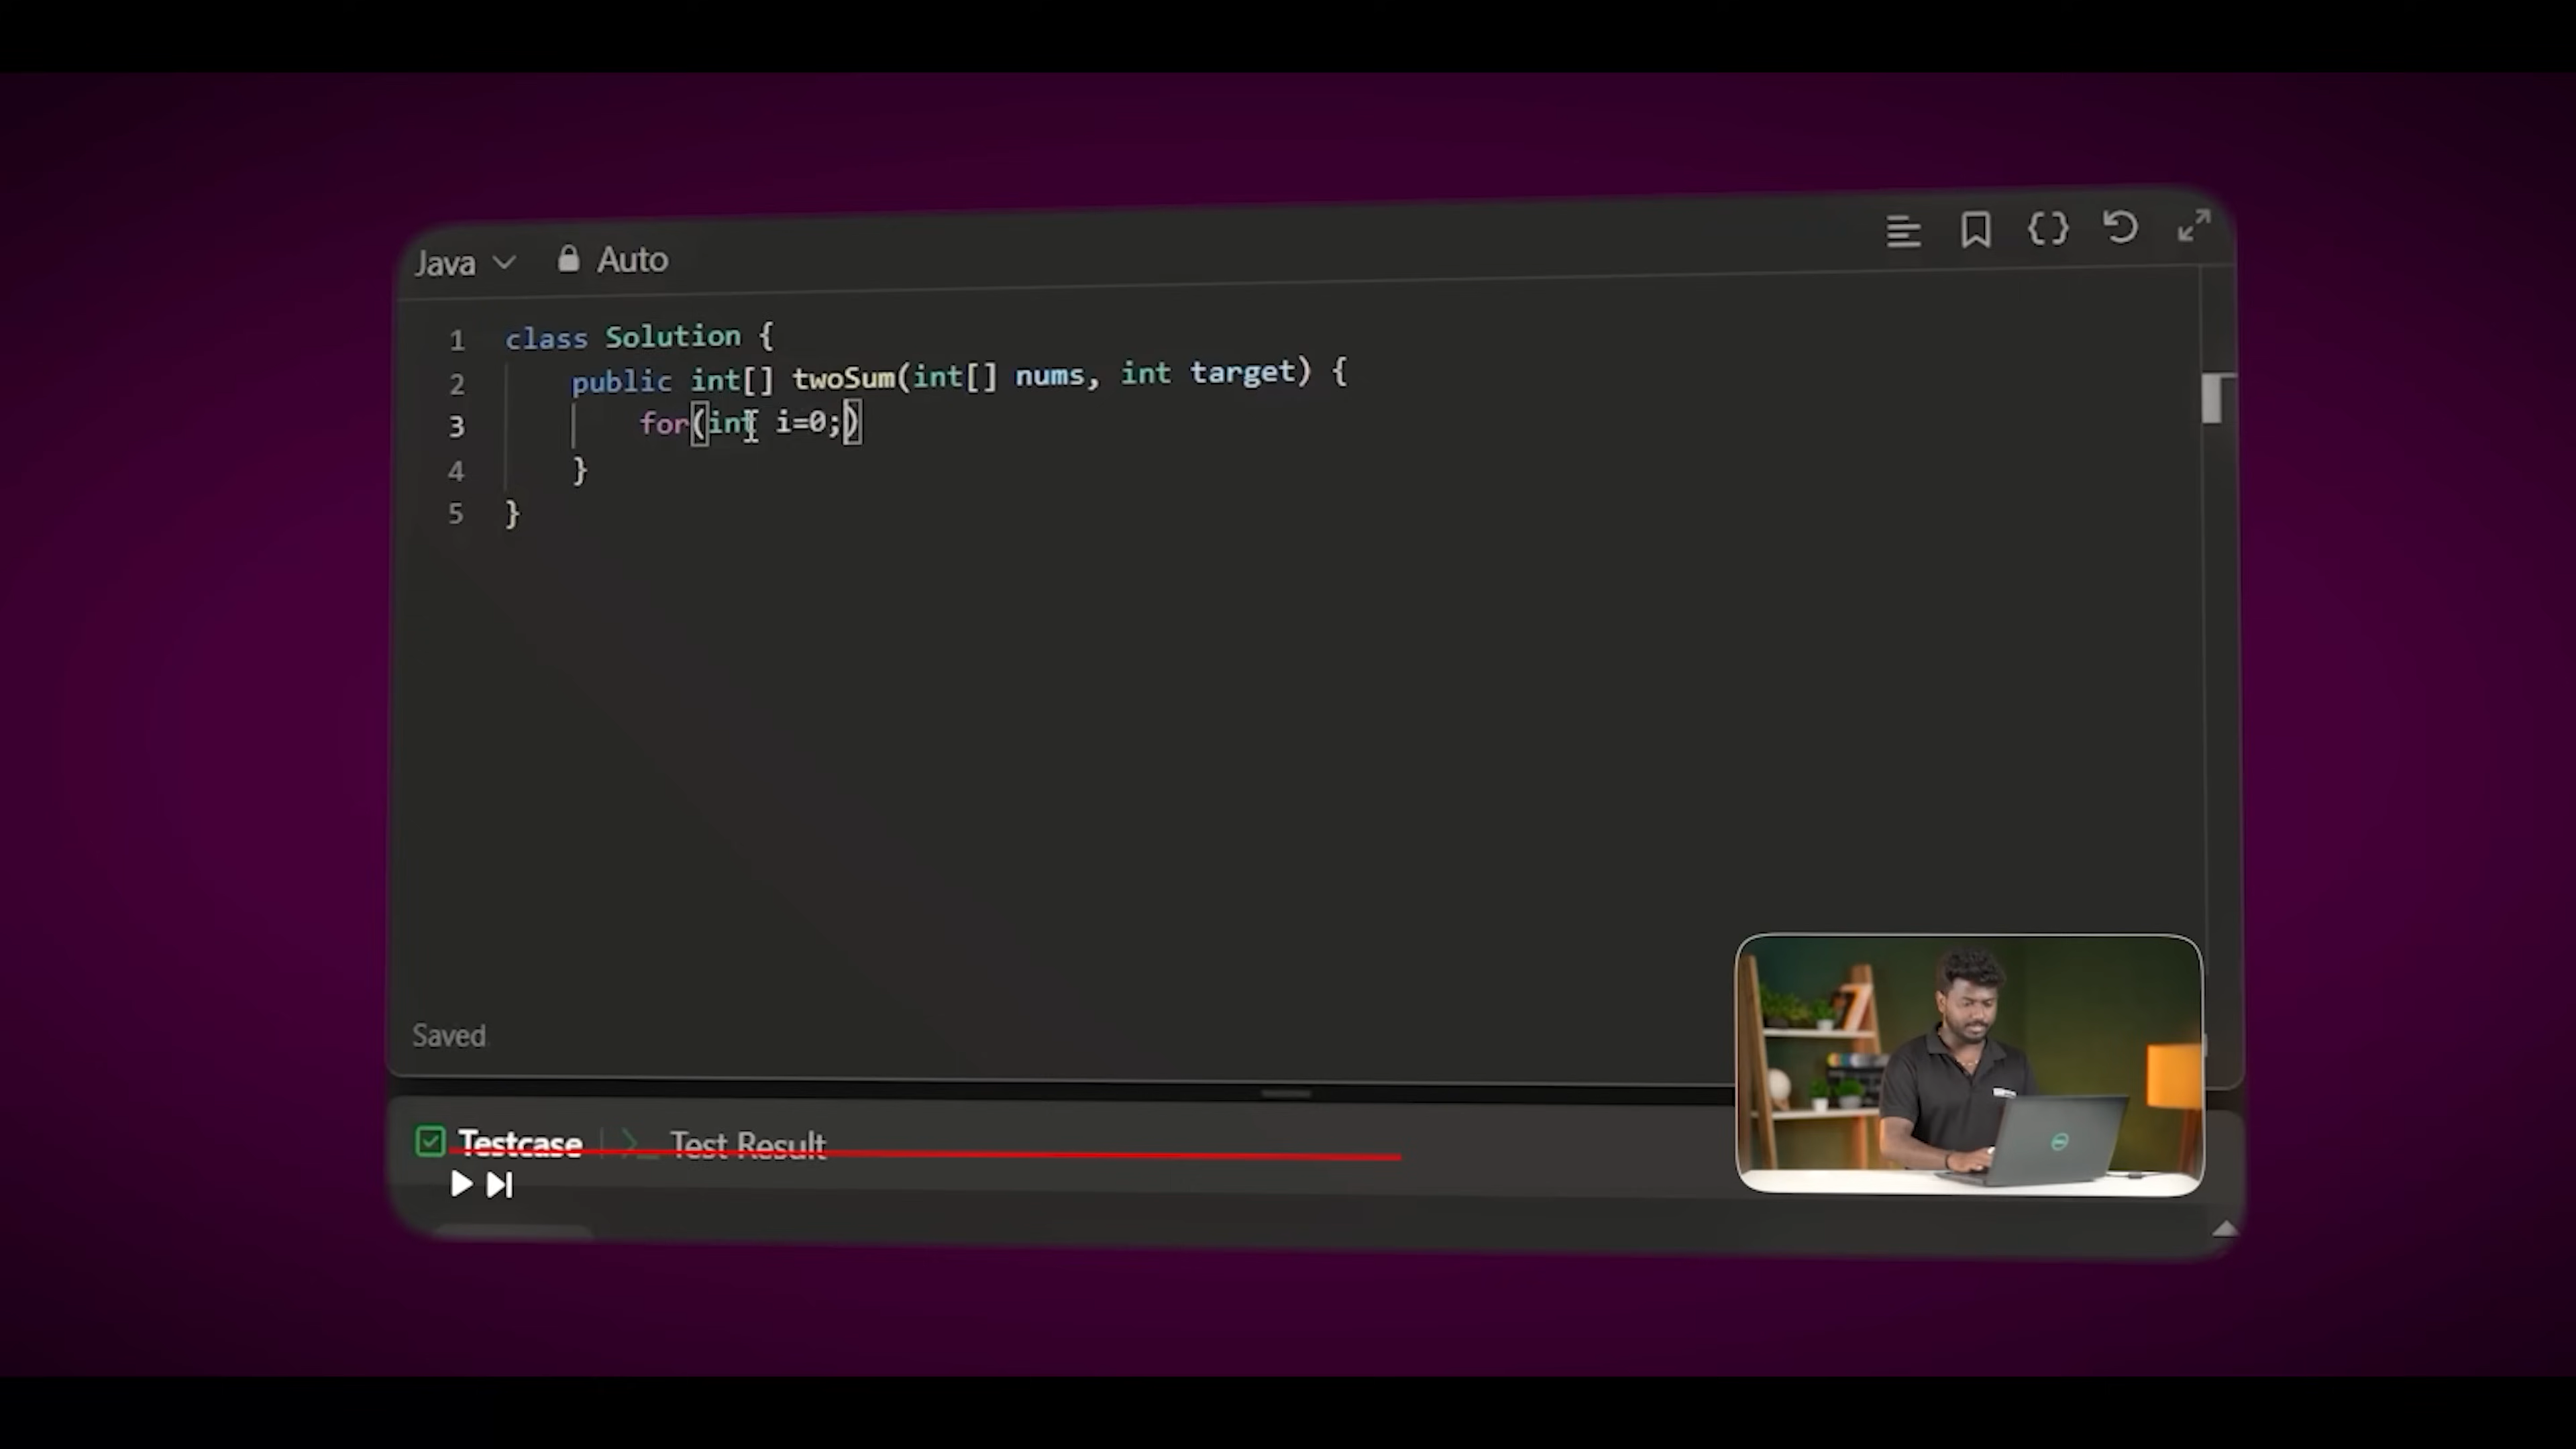 Java Auto
1 class Solution {
2 public int[] twoSum(int[] nums, int target) {
3 for(int i=0;)
4 }
5 }
Saved
Testcase Test Result